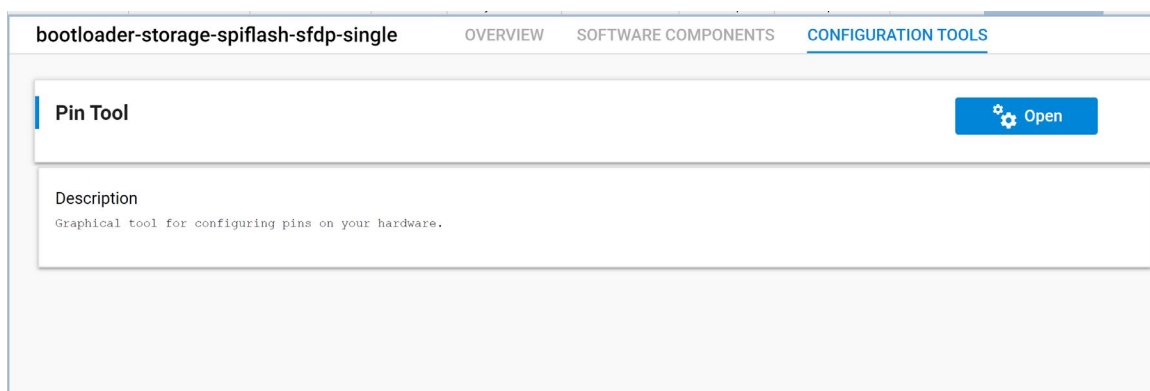 bootloader-storage-spiflash-sfdp-single OVERVIEW SOFTWARE COMPONENTS CONFIGURATION TOOLS
Pin Tool
Open
Description
Graphical tool for configuring pins on your hardware.